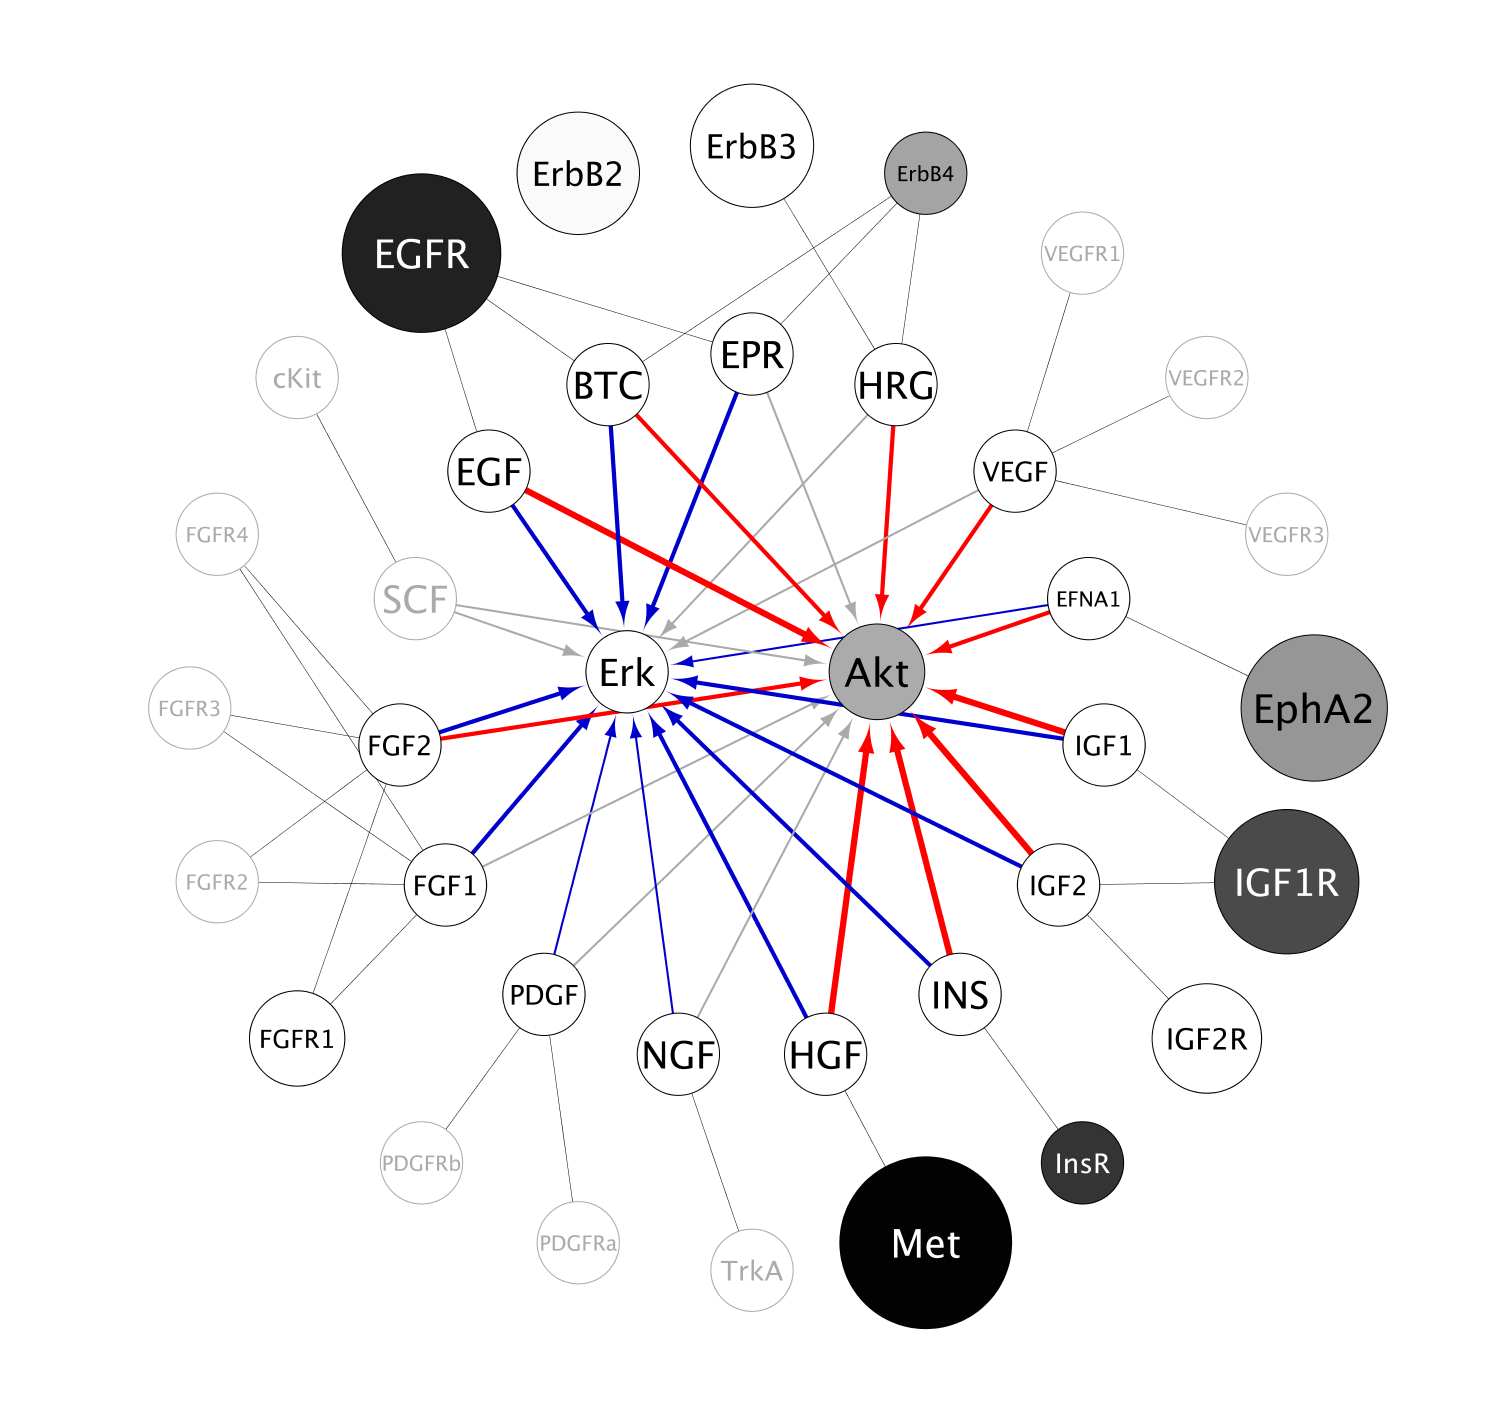 ErbB3
ErbB2
ErbB4
EGFR
VEGFR1
EPR
cKit
BTC
HRG
VEGFR2
EGF
VEGF
FGFR4
VEGFR3
SCF
EFNA1
Erk
Akt
FGFR3
EphA2
FGF2
IGF1
FGFR2
FGF1
IGF2
IGF1R
PDGF
INS
FGFR1
NGF
HGF
IGF2R
PDGFRb
InsR
PDGFRa
Met
TrkA